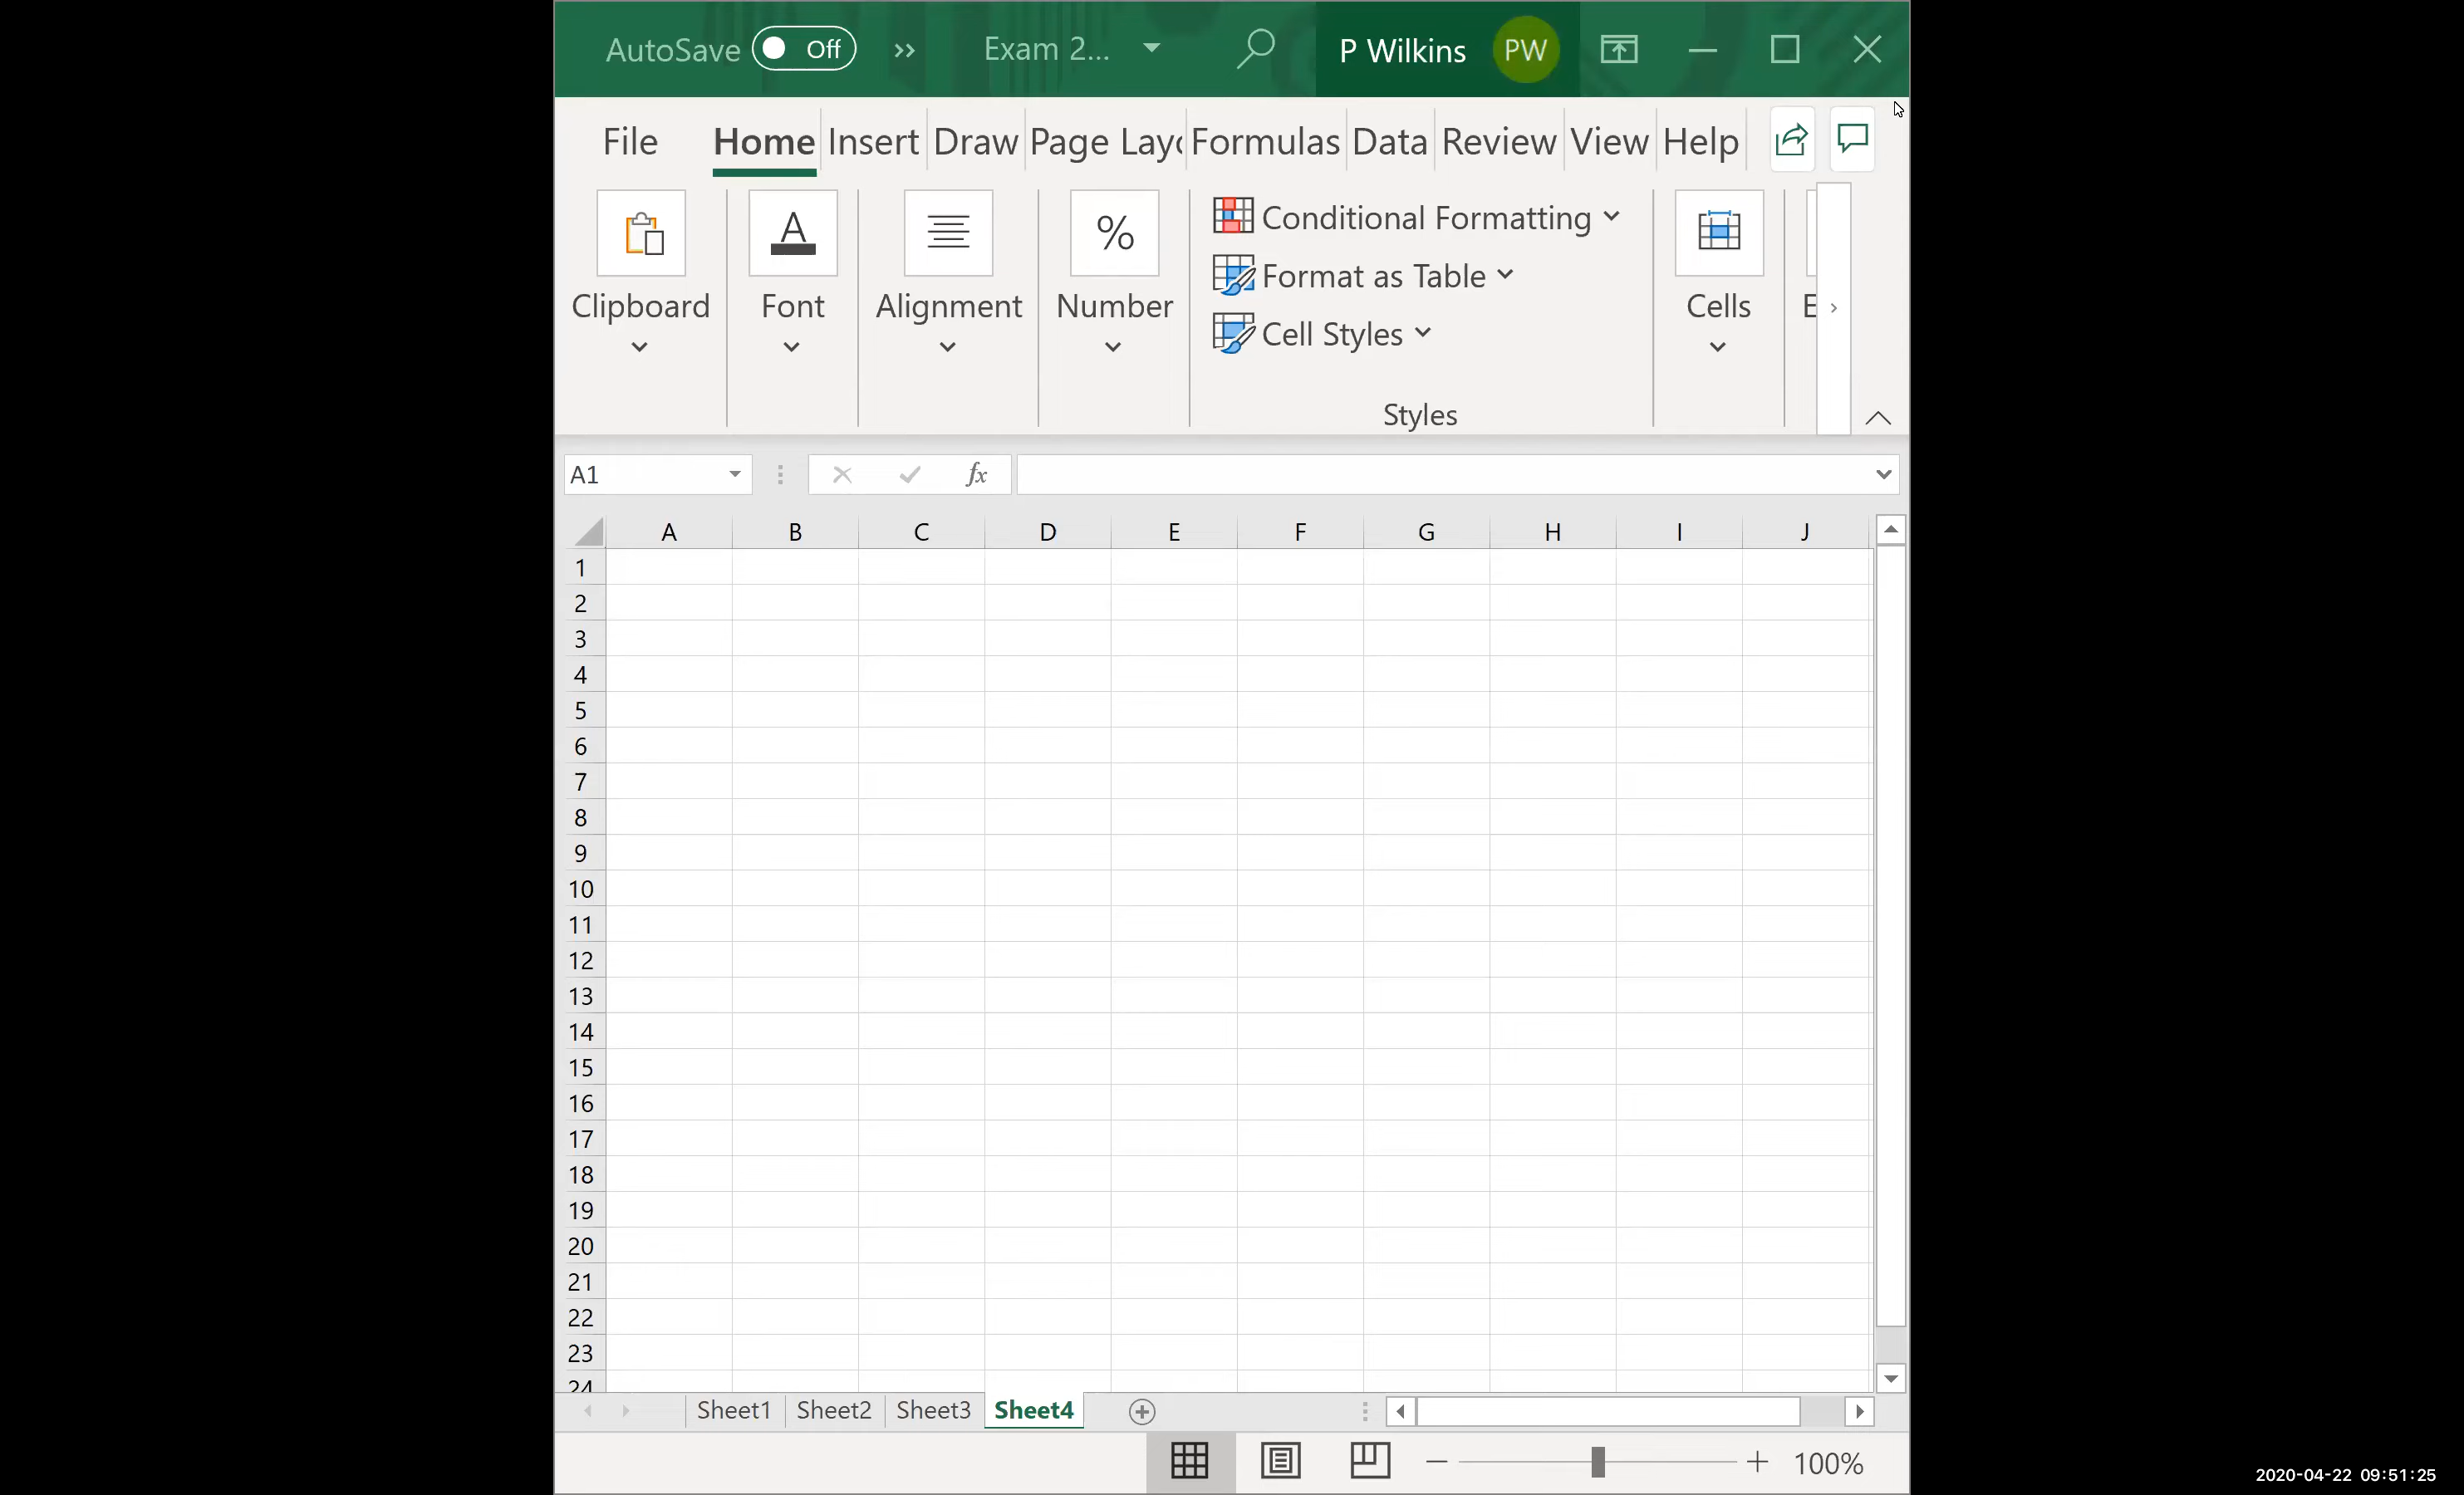 AutoSave Off Exam 2... P Wilkins PW
File Home Insert Draw Page Layo Formulas Data Review View Help
Clipboard Font Alignment Number % A
Conditional Formatting
Format as Table
Cell Styles
Styles
Cells
E
A1 fx
A B C D E F G H I J
1
2
3
4
5
6
7
8
9
10
11
12
13
14
15
16
17
18
19
20
21
22
23
24
Sheet1 Sheet2 Sheet3 Sheet4
100%
2020-04-22 09:51:25